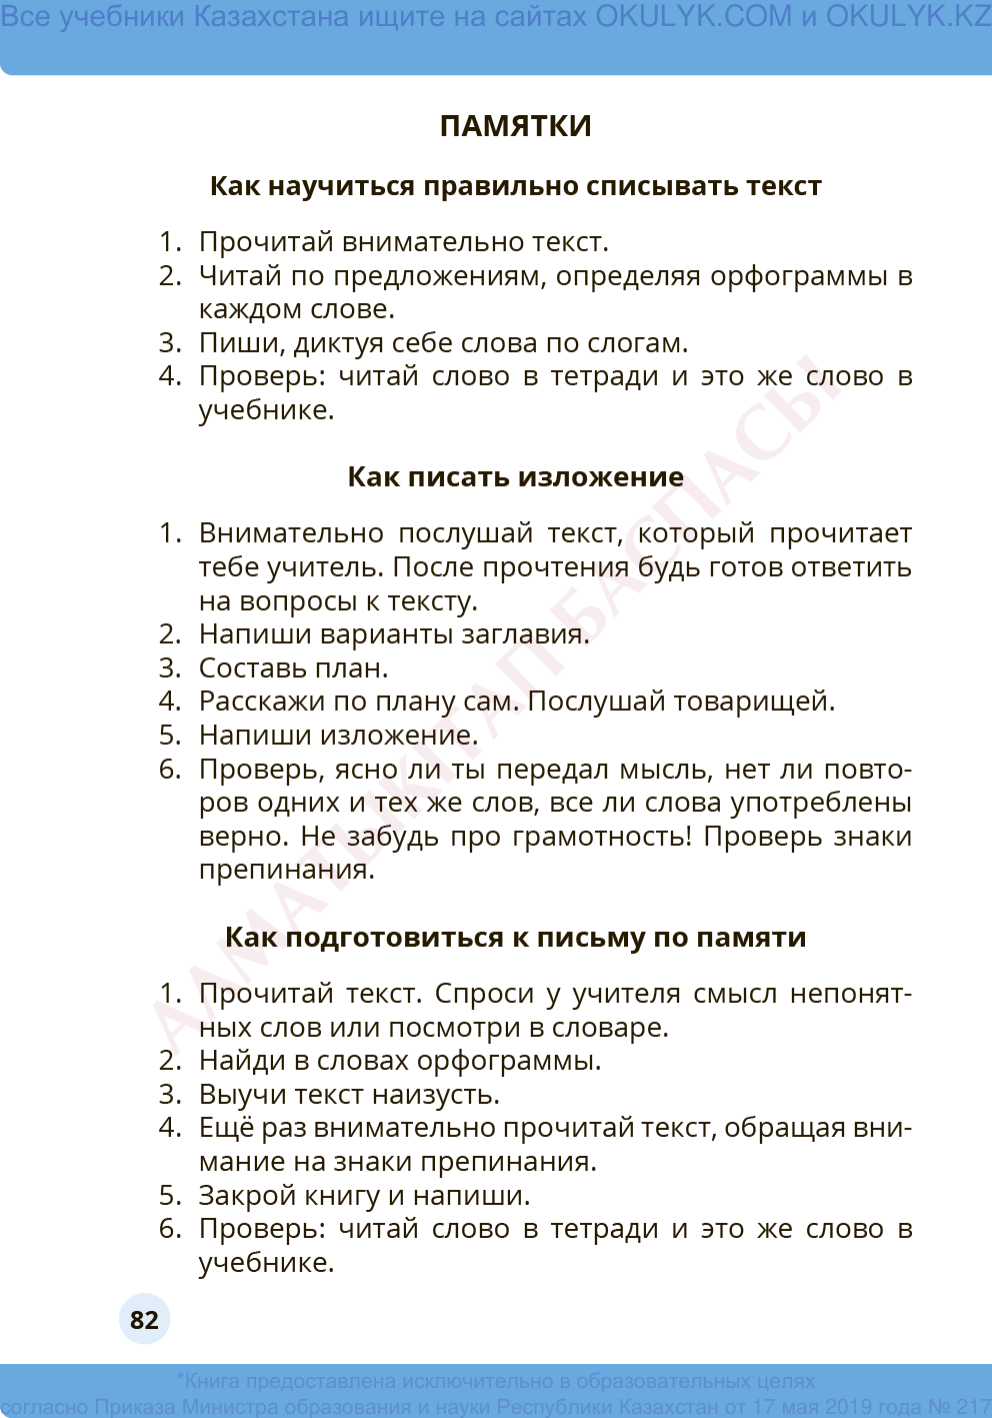 Все учебники Казахстана ищите на сайтах OKULYK.COM и OKULYK.KZ
ПАМЯТКИ
Как научиться правильно списывать текст
1. Прочитай внимательно текст.
2. Читай по предложениям, определяя орфограммы в
каждом слове.
3. Пиши, диктуя себе слова по слогам.
4. Проверь: читай слово в тетради и это же слово в
учебнике.
Как писать изложение
1. Внимательно послушай текст, который прочитает
тебе учитель. После прочтения будь готов ответить
на вопросы к тексту.
2. Напиши варианты заглавия.
3. Составь план.
4. Расскажи по плану сам. Послушай товарищей.
5. Напиши изложение.
6. Проверь, ясно ли ты передал мысль, нет ли повто-
ров одних и тех же слов, все ли слова употреблены
верно. Не забудь про грамотность! Проверь знаки
препинания.
Как подготовиться к письму по памяти
1. Прочитай текст. Спроси у учителя смысл непонят-
ных слов или посмотри в словаре.
2. Найди в словах орфограммы.
3. Выучи текст наизусть.
4. Ещё раз внимательно прочитай текст, обращая вни-
мание на знаки препинания.
5. Закрой книгу и напиши.
6. Проверь: читай слово в тетради и это же слово в
учебнике.
АЛМАТЫКІТАП БАСПАСЫ
82
*Книга предоставлена исключительно в образовательных целях
согласно Приказа Министра образования и науки Республики Казахстан от 17 мая 2019 года № 217